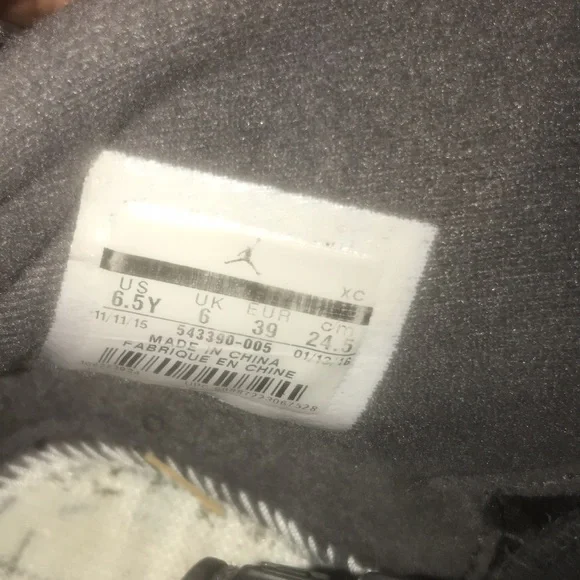 XC
US UK EUR cm
6.5Y 6 39 24.5
11/11/15 543390-005 01/13/16
MADE IN CHINA
FABRIQUE EN CHINE